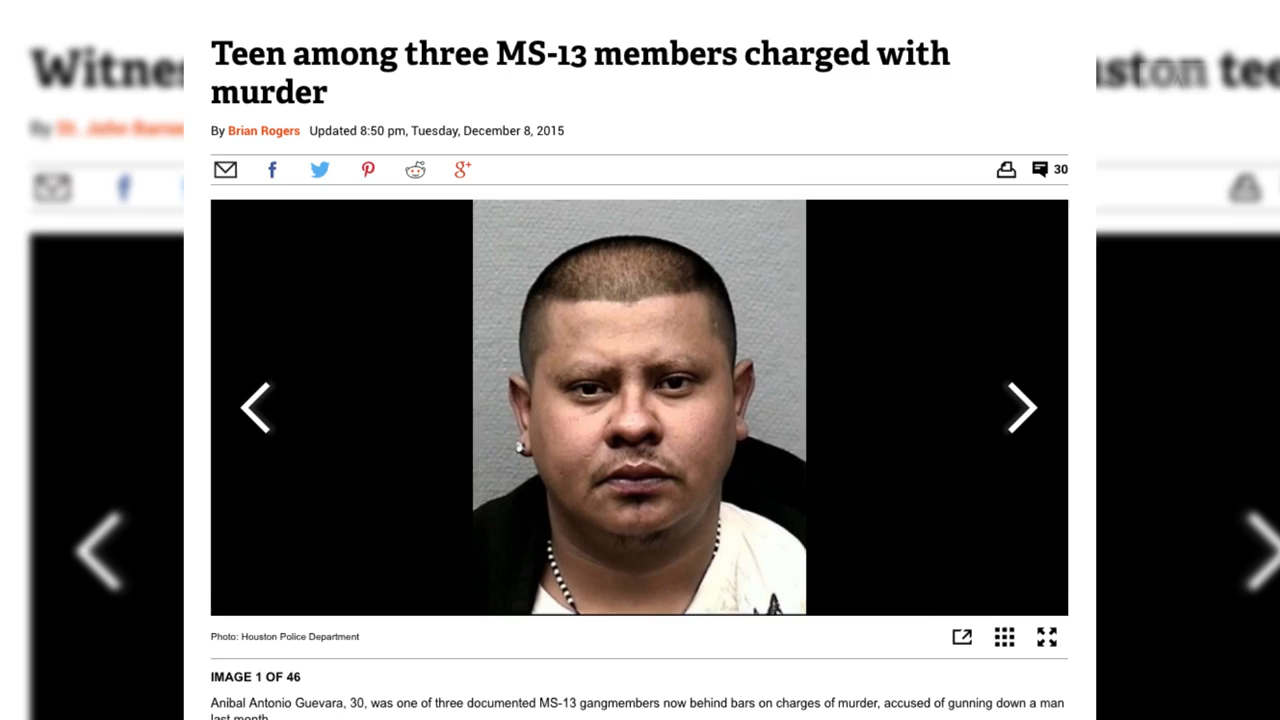 Teen among three MS-13 members charged with
murder
By Brian Rogers Updated 8:50 pm, Tuesday, December 8, 2015
30
Photo: Houston Police Department
IMAGE 1 OF 46
Anibal Antonio Guevara, 30, was one of three documented MS-13 gangmembers now behind bars on charges of murder, accused of gunning down a man
last month